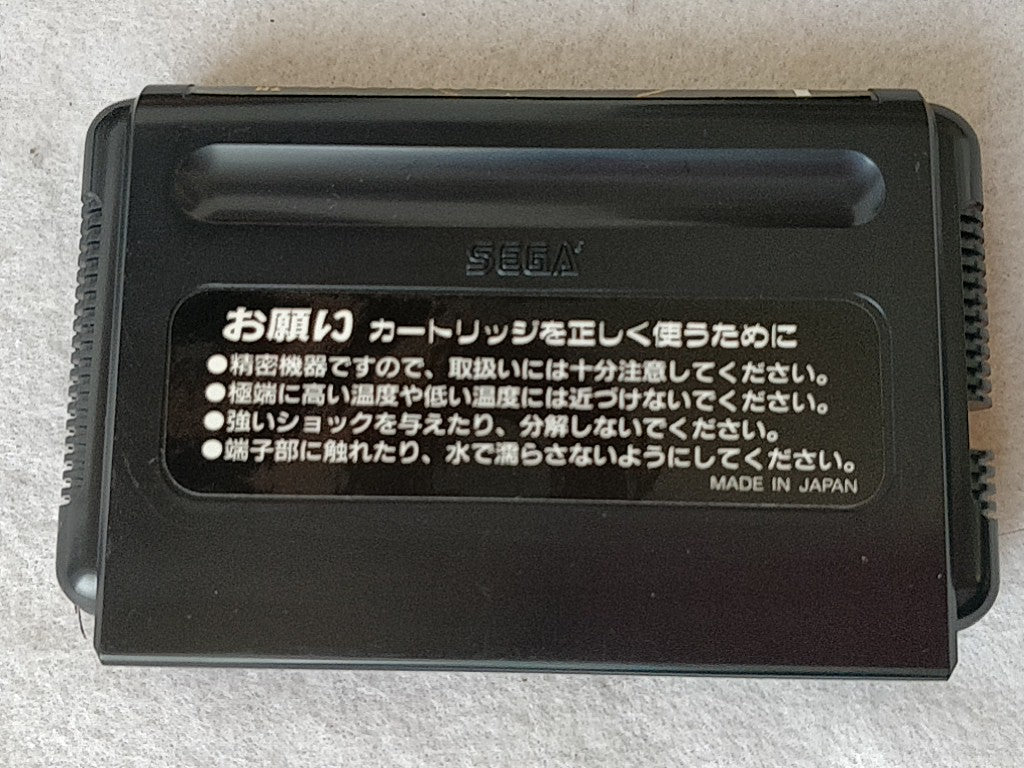 SEGA
お願い カートリッジを正しく使うために
●精密機器ですので、取扱いには十分注意してください。
●極端に高い温度や低い温度には近づけないでください。
●強いショックを与えたり、分解しないでください。
●端子部に触れたり、水で濡らさないようにしてください。
MADE IN JAPAN